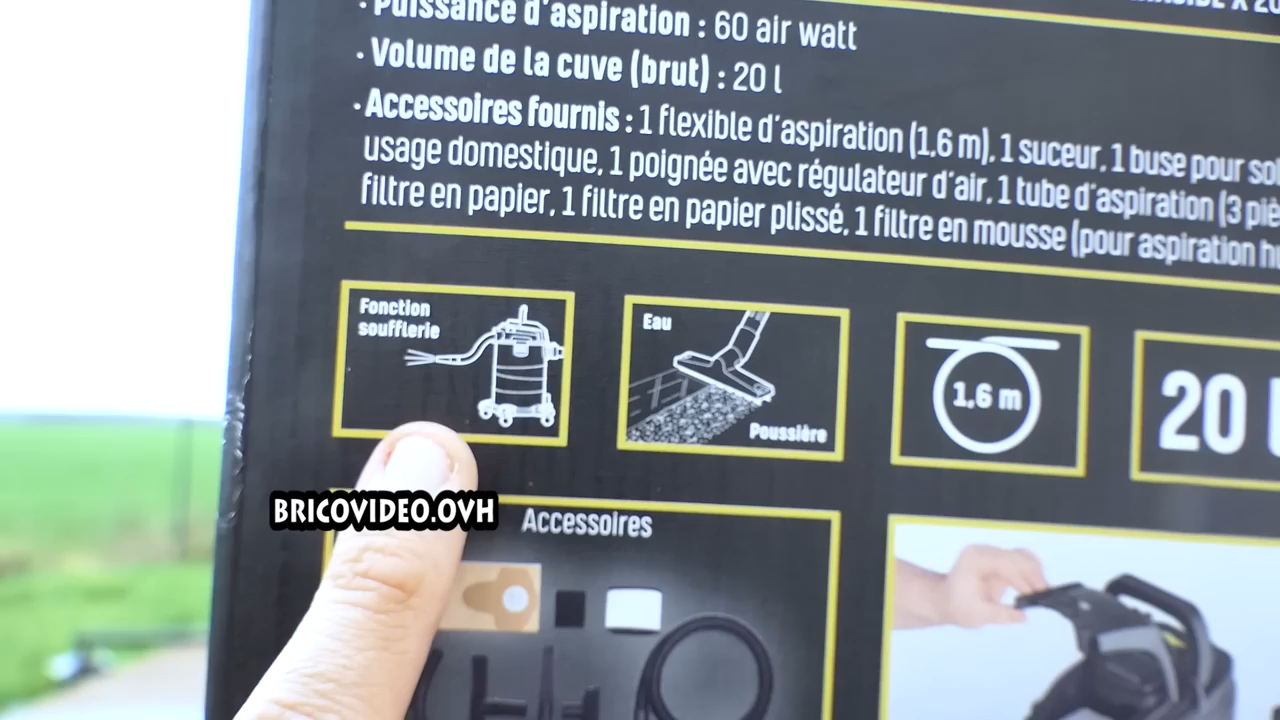 · Puissance d'aspiration : 60 air watt
· Volume de la cuve (brut) : 20 l
· Accessoires fournis : 1 flexible d'aspiration (1,6 m), 1 suceur, 1 buse pour
usage domestique, 1 poignée avec régulateur d'air, 1 tube d'aspiration (3
filtre en papier, 1 filtre en papier plissé, 1 filtre en mousse (pour aspiration
Fonction
soufflerie
Eau
Poussière
1,6 m
20
BRICOVIDEO.OVH
Accessoires